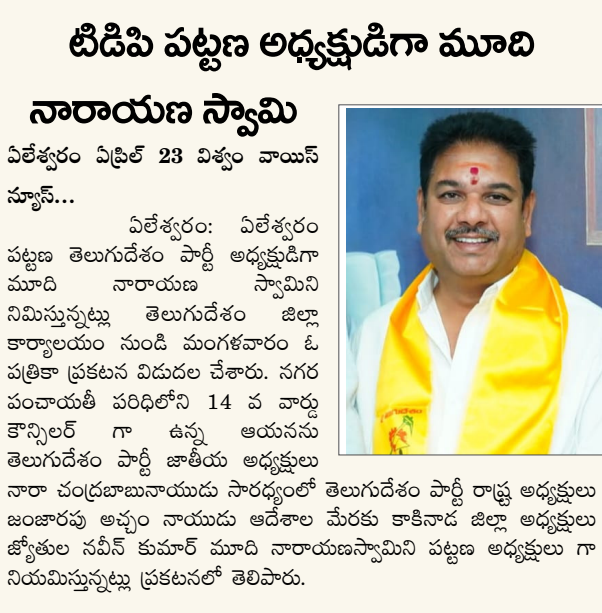 టిడిపి పట్టణ అధ్యక్షుడిగా మూది
నారాయణ స్వామి
ఏలేశ్వరం ఏప్రిల్ 23 విశ్వం వాయిస్
న్యూస్...
ఏలేశ్వరం: ఏలేశ్వరం
పట్టణ తెలుగుదేశం పార్టీ అధ్యక్షుడిగా
మూది నారాయణ స్వామిని
నిమిస్తున్నట్లు తెలుగుదేశం జిల్లా
కార్యాలయం నుండి మంగళవారం ఓ
పత్రికా ప్రకటన విడుదల చేశారు. నగర
పంచాయతీ పరిధిలోని 14 వ వార్డు
కౌన్సిలర్ గా ఉన్న ఆయనను
తెలుగుదేశం పార్టీ జాతీయ అధ్యక్షులు
నారా చంద్రబాబునాయుడు సారధ్యంలో తెలుగుదేశం పార్టీ రాష్ట్ర అధ్యక్షులు
జంజారపు అచ్చం నాయుడు ఆదేశాల మేరకు కాకినాడ జిల్లా అధ్యక్షులు
జ్యోతుల నవీన్ కుమార్ మూది నారాయణస్వామిని పట్టణ అధ్యక్షులు గా
నియమిస్తున్నట్లు ప్రకటనలో తెలిపారు.